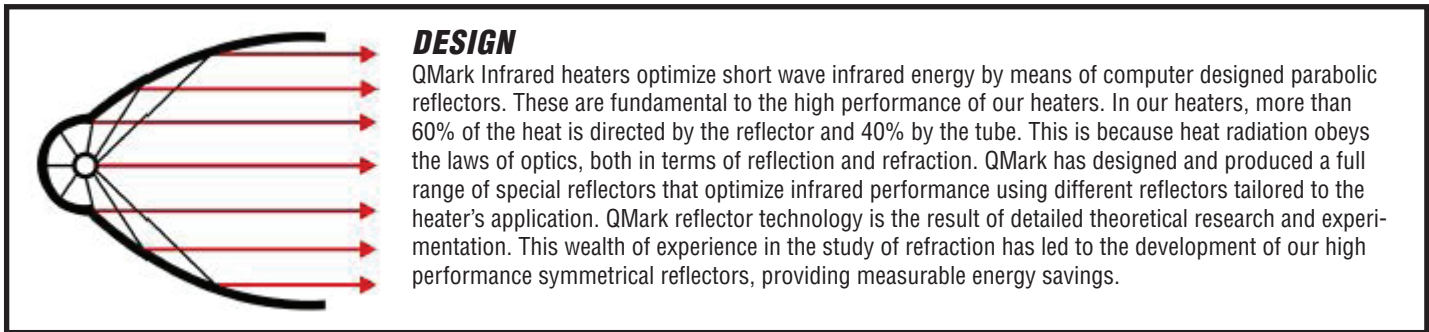 DESIGN
QMark Infrared heaters optimize short wave infrared energy by means of computer designed parabolic
reflectors. These are fundamental to the high performance of our heaters. In our heaters, more than
60% of the heat is directed by the reflector and 40% by the tube. This is because heat radiation obeys
the laws of optics, both in terms of reflection and refraction. QMark has designed and produced a full
range of special reflectors that optimize infrared performance using different reflectors tailored to the
heater's application. QMark reflector technology is the result of detailed theoretical research and experi-
mentation. This wealth of experience in the study of refraction has led to the development of our high
performance symmetrical reflectors, providing measurable energy savings.